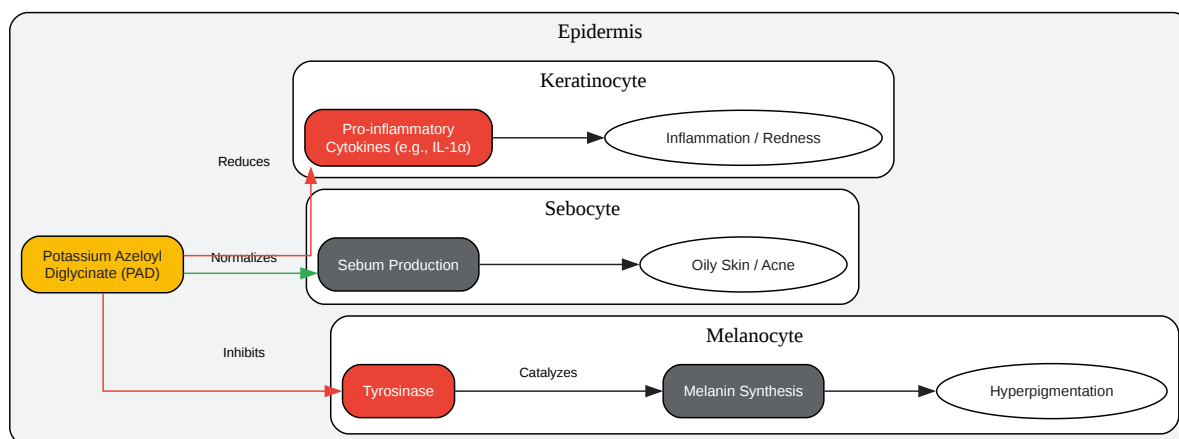 Epidermis
Keratinocyte
Pro-inflammatory
Cytokines (e.g., IL-1α)
Inflammation / Redness
Reduces
Sebocyte
Potassium Azeloyl
Diglycinate (PAD)
Normalizes
Sebum Production
Oily Skin / Acne
Melanocyte
Inhibits
Tyrosinase
Catalyzes
Melanin Synthesis
Hyperpigmentation